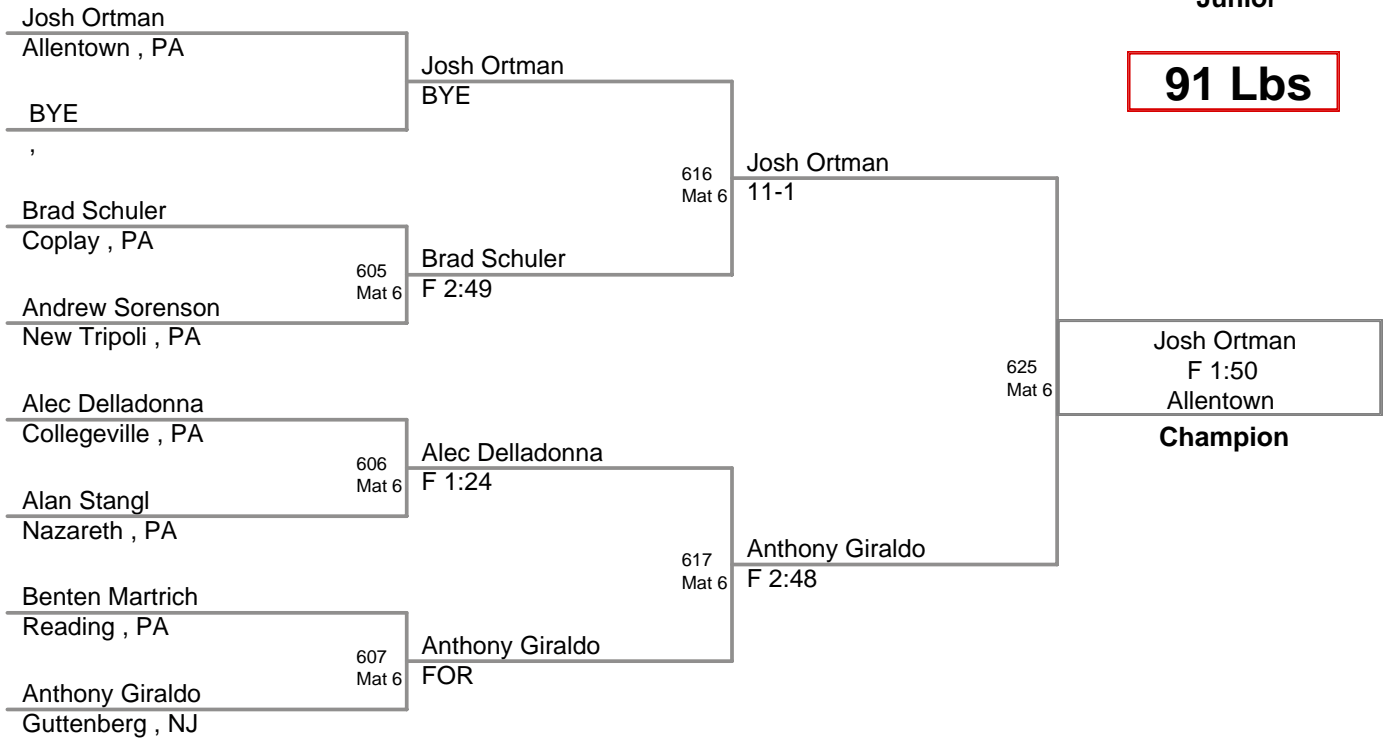 Junior
91 Lbs
Josh Ortman
Allentown , PA
BYE
,
Brad Schuler
Coplay , PA
Andrew Sorenson
New Tripoli , PA
Alec Delladonna
Collegeville , PA
Alan Stangl
Nazareth , PA
Benten Martrich
Reading , PA
Anthony Giraldo
Guttenberg , NJ
605
Mat 6
606
Mat 6
607
Mat 6
Josh Ortman
BYE
Brad Schuler
F 2:49
Alec Delladonna
F 1:24
Anthony Giraldo
FOR
616
Mat 6
617
Mat 6
Josh Ortman
11-1
Anthony Giraldo
F 2:48
625
Mat 6
Josh Ortman
F 1:50
Allentown
Champion